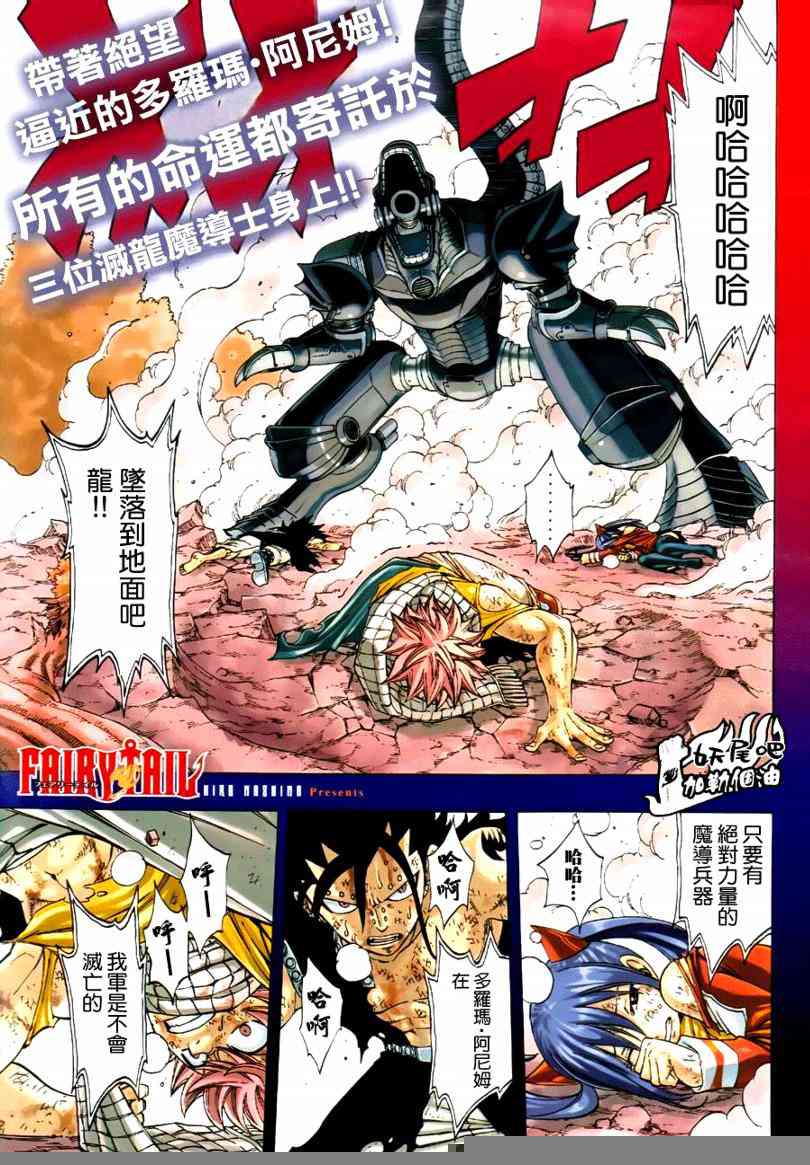 帶著絕望
逼近的多羅瑪·阿尼姆!
所有的命運都寄託於
三位滅龍魔導士身上!!
啊哈哈哈哈哈
墜落到地面吧
龍!!
......
FAIRY TAIL
HIRO MASHIMA Presents
妖尾吧
加勒個油
只要有
絕對力量的
魔導兵器
哈哈...
哈啊
多羅瑪·阿尼姆
在
哈啊
呼ー
呼ー
我軍是不會
滅亡的